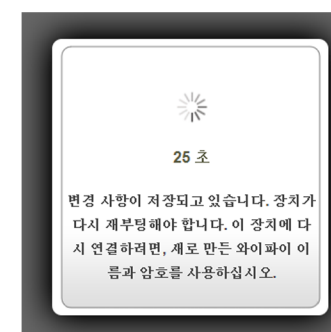 25 초
변경 사항이 저장되고 있습니다. 장치가
다시 재부팅해야 합니다. 이 장치에 다
시 연결하려면, 새로 만든 와이파이 이
름과 암호를 사용하십시오.